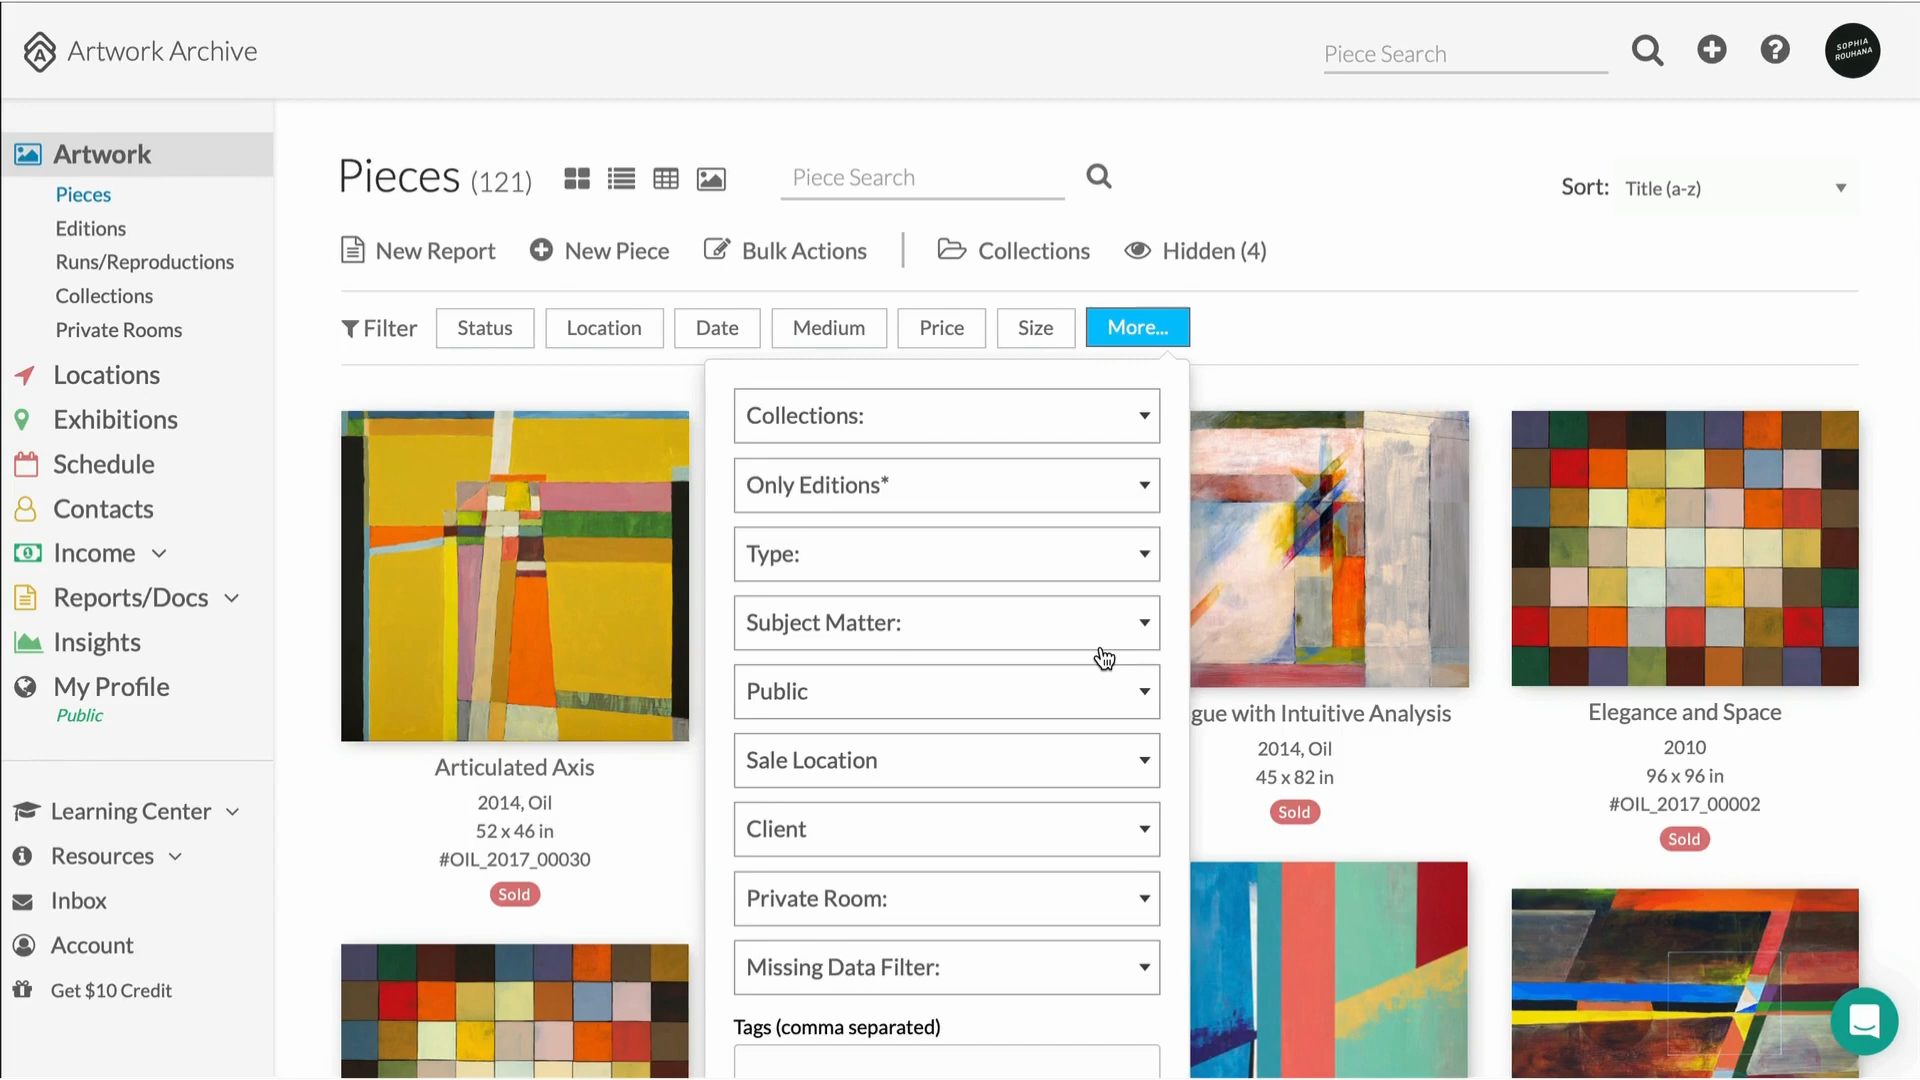 Artwork Archive
Piece Search
SOPHIA
ROUHANA
Artwork
Pieces
Editions
Runs/Reproductions
Collections
Private Rooms
Locations
Exhibitions
Schedule
Contacts
Income
Reports/Docs
Insights
My Profile
Public
Learning Center
Resources
Inbox
Account
Get $10 Credit
Pieces (121)
Piece Search
Sort: Title (a-z)
New Report
New Piece
Bulk Actions
Collections
Hidden (4)
Filter
Status
Location
Date
Medium
Price
Size
More...
Collections:
Only Editions*
Type:
Subject Matter:
Public
Sale Location
Client
Private Room:
Missing Data Filter:
Tags (comma separated)
Articulated Axis
2014, Oil
52 x 46 in
#OIL_2017_00030
Sold
gue with Intuitive Analysis
2014, Oil
45 x 82 in
Sold
Elegance and Space
2010
96 x 96 in
#OIL_2017_00002
Sold